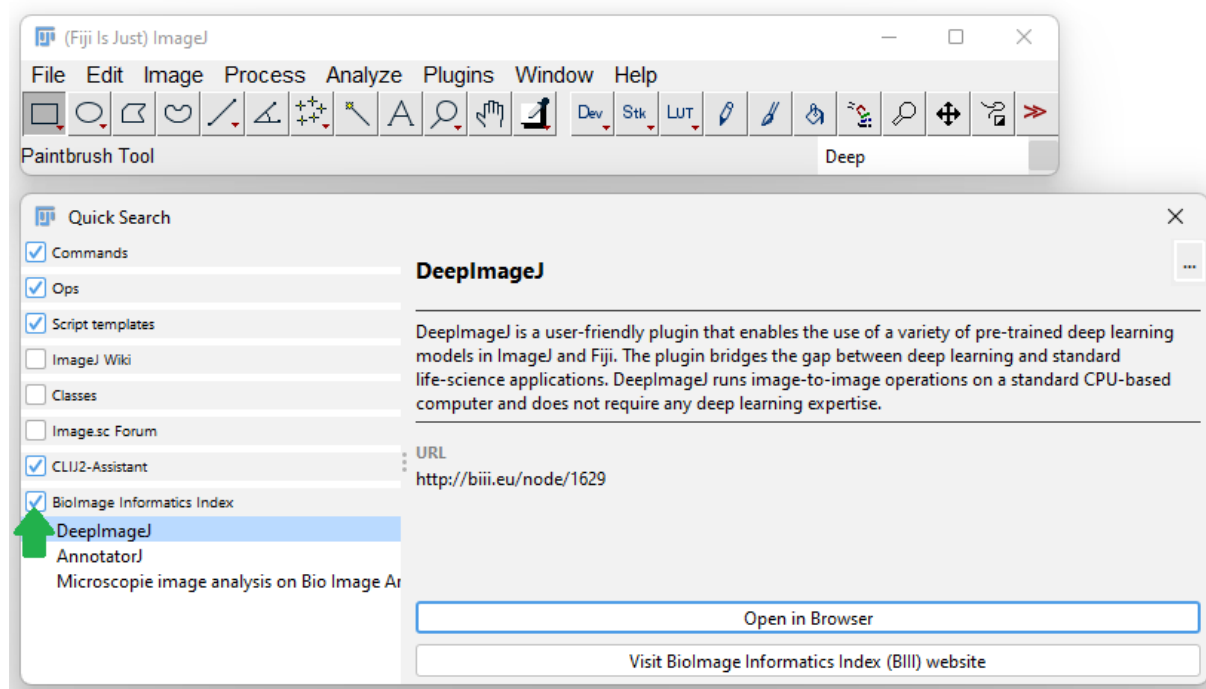 (Fiji Is Just) ImageJ
File Edit Image Process Analyze Plugins Window Help
Dev Stk LUT
Paintbrush Tool
Deep
Quick Search
Commands
Ops
Script templates
ImageJ Wiki
Classes
Image.sc Forum
CLIJ2-Assistant
BioImage Informatics Index
DeepImageJ
AnnotatorJ
Microscopie image analysis on Bio Image Ar
DeepImageJ
...
DeepImageJ is a user-friendly plugin that enables the use of a variety of pre-trained deep learning
models in ImageJ and Fiji. The plugin bridges the gap between deep learning and standard
life-science applications. DeepImageJ runs image-to-image operations on a standard CPU-based
computer and does not require any deep learning expertise.
URL
http://biii.eu/node/1629
Open in Browser
Visit BioImage Informatics Index (BIII) website